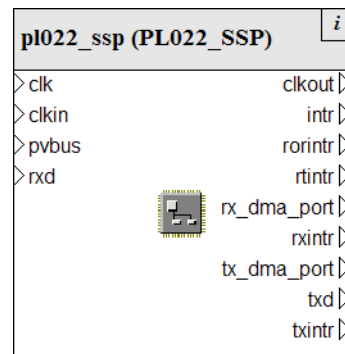 pl022_ssp (PL022_SSP)
i
clk
clkout
clkin
intr
pvbus
rorintr
rxd
rtintr
rx_dma_port
rxintr
tx_dma_port
txd
txintr